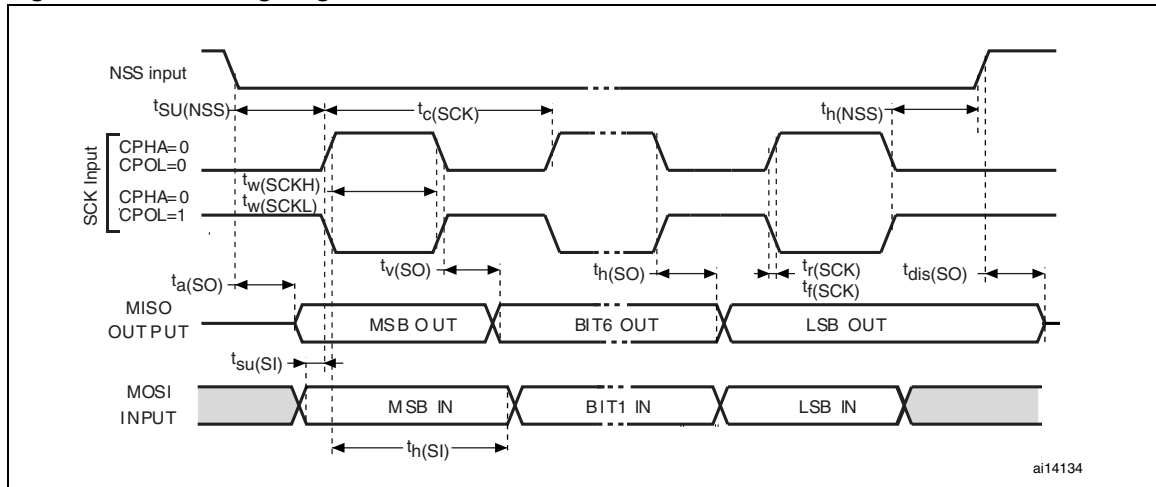 NSS input
tSU(NSS)
tc(SCK)
th(NSS)
SCK Input
CPHA=0
CPOL=0
tw(SCKH)
CPHA=0
tw(SCKL)
CPOL=1
tv(SO)
th(SO)
tr(SCK)
tf(SCK)
tdis(SO)
ta(SO)
MISO
OUTPUT
MSB OUT
BIT6 OUT
LSB OUT
tsu(SI)
MOSI
INPUT
MSB IN
BIT1 IN
LSB IN
th(SI)
ai14134